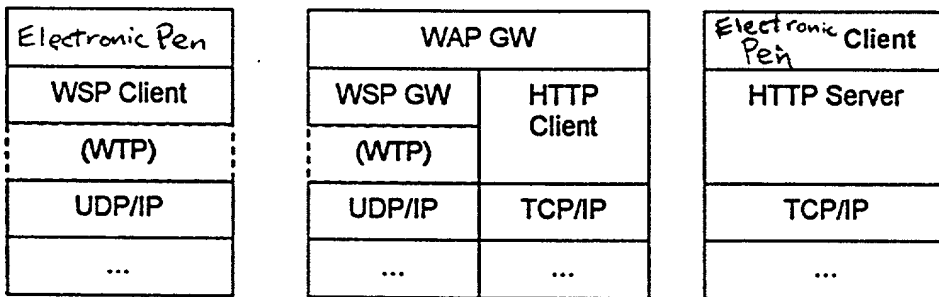 Electronic Pen
WSP Client
(WTP)
UDP/IP
...
WAP GW
WSP GW
(WTP)
UDP/IP
...
HTTP
Client
TCP/IP
...
Electronic Client
Pen
HTTP Server
TCP/IP
...